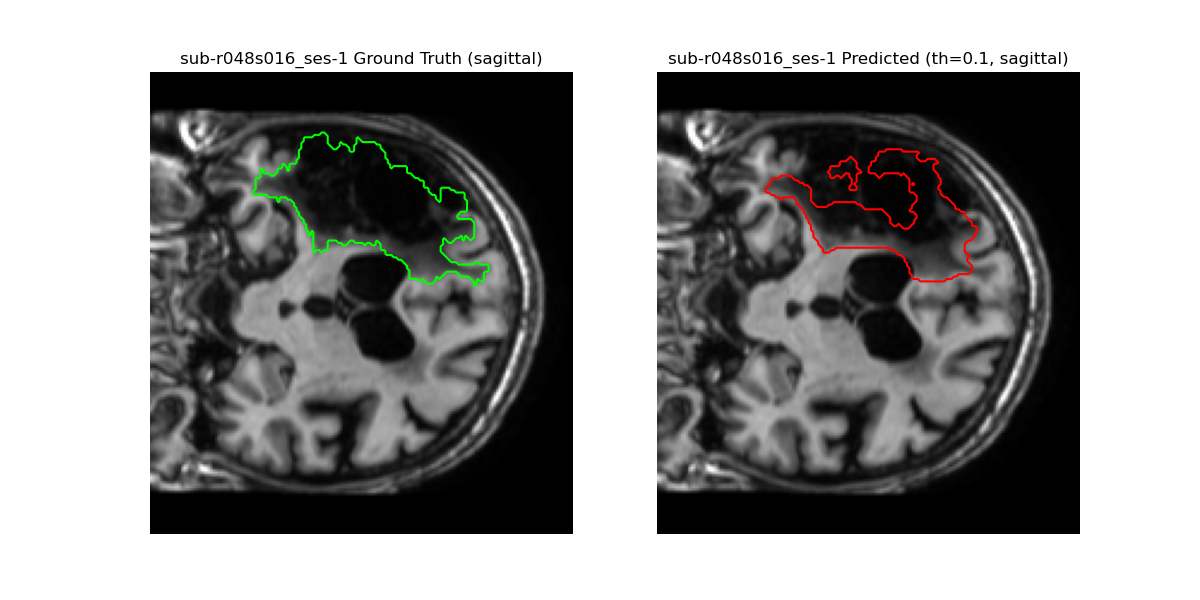 sub-r048s016_ses-1 Ground Truth (sagittal)
sub-r048s016_ses-1 Predicted (th=0.1, sagittal)